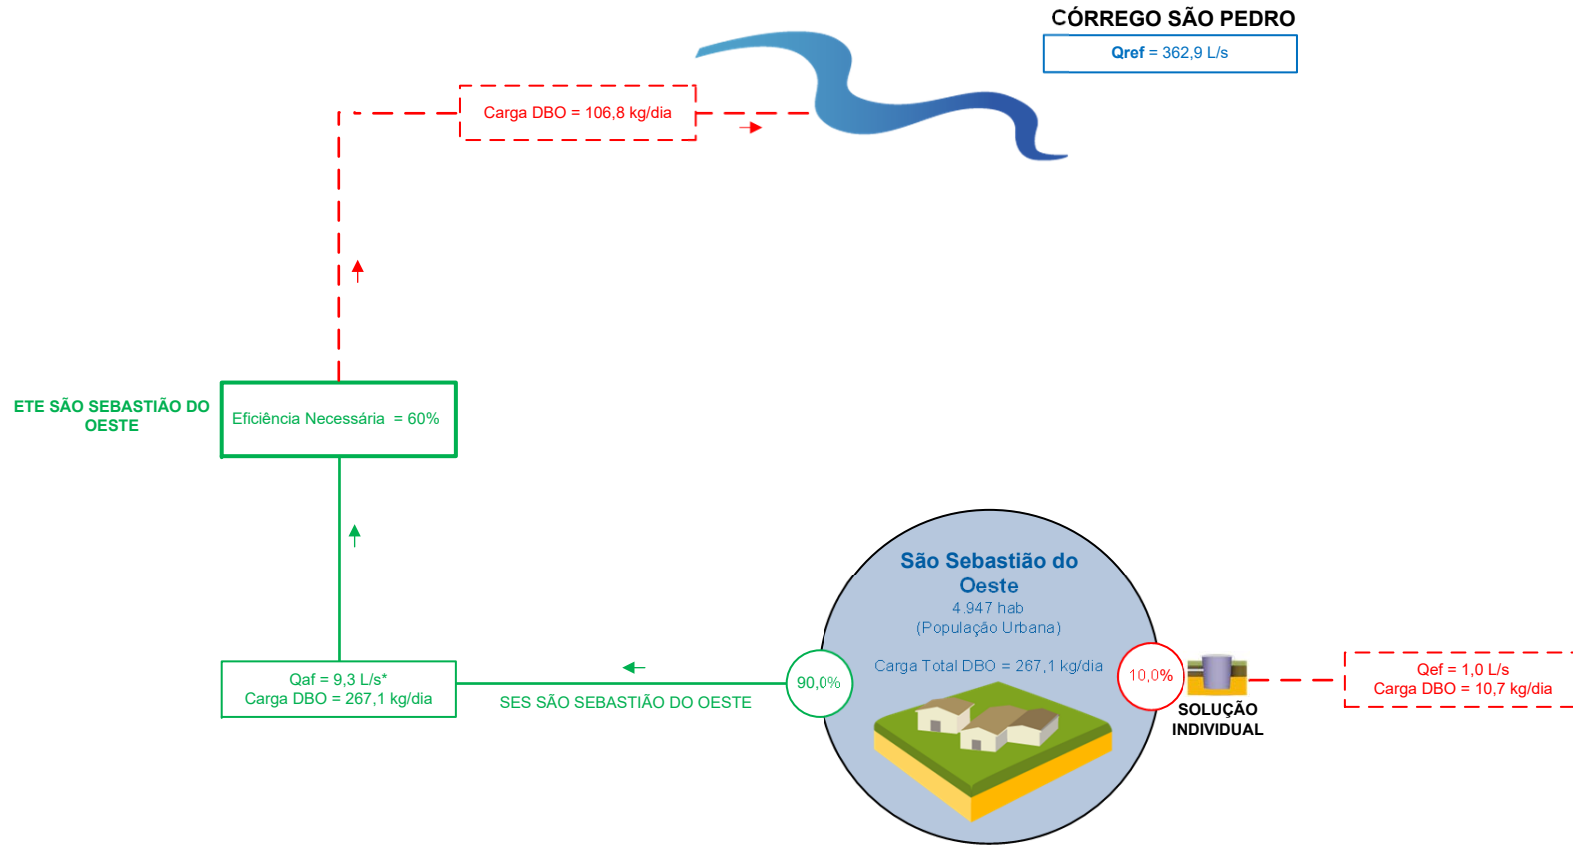 CÓRREGO SÃO PEDRO
Qref = 362,9 L/s
Carga DBO = 106,8 kg/dia
ETE SÃO SEBASTIÃO DO
OESTE
Eficiência Necessária = 60%
São Sebastião do
Oeste
4.947 hab
(População Urbana)
Carga Total DBO = 267,1 kg/dia
Qaf = 9,3 L/s*
Carga DBO = 267,1 kg/dia
SES SÃO SEBASTIÃO DO OESTE
90,0%
10,0%
SOLUÇÃO
INDIVIDUAL
Qef = 1,0 L/s
Carga DBO = 10,7 kg/dia